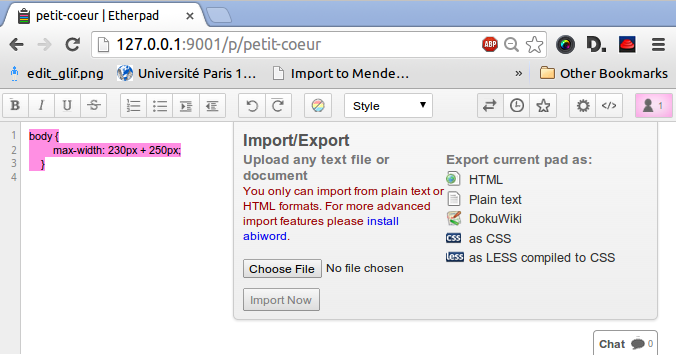 petit-coeur | Etherpad
127.0.0.1:9001/p/petit-coeur
ABP
D.
edit_glif.png
Université Paris 1…
Import to Mende…
»
Other Bookmarks
B I U S
Style
</>
1
1 body {
2 max-width: 230px + 250px;
3 }
4
Import/Export
Upload any text file or
document
You only can import from plain text or
HTML formats. For more advanced
import features please install
abiword.
Choose File No file chosen
Import Now
Export current pad as:
HTML
Plain text
DokuWiki
CSS as CSS
Less as LESS compiled to CSS
Chat 0